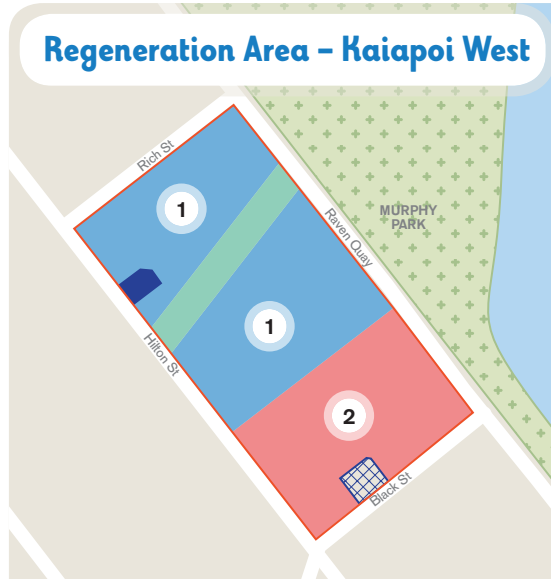 Regeneration Area – Kaiapoi West
Rich St
1
MURPHY
PARK
Raven Quay
1
Hilton St
2
Black St